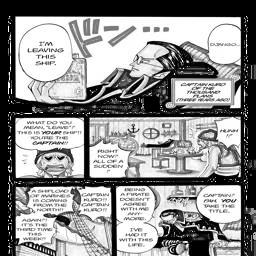 ドン…
I'M
LEAVING
THIS
SHIP.
DJANGO...
CAPTAIN KURO
OF THE
THOUSAND
PLANS
(THREE YEARS AGO)
WHAT DO YOU
MEAN, "LEAVE"?
THIS IS YOUR SHIP!!
YOU'RE
THE
CAPTAIN!!
RIGHT
NOW?
ALL OF A
SUDDEN
?
HUNH
!?
A SHIPLOAD
OF MARINES
IS COMING
FROM THE
NORTH!!
AGAIN?!
IT'S THE
THIRD TIME
THIS
WEEK!!
CAPTAIN
KURO!!
CAPTAIN
KURO!!
BEING
A PIRATE
DOESN'T
AGREE
WITH ME
ANY
MORE.
I'VE
HAD IT
WITH THIS
LIFE.
CAPTAIN?
FAH. YOU
TAKE THE
TITLE.